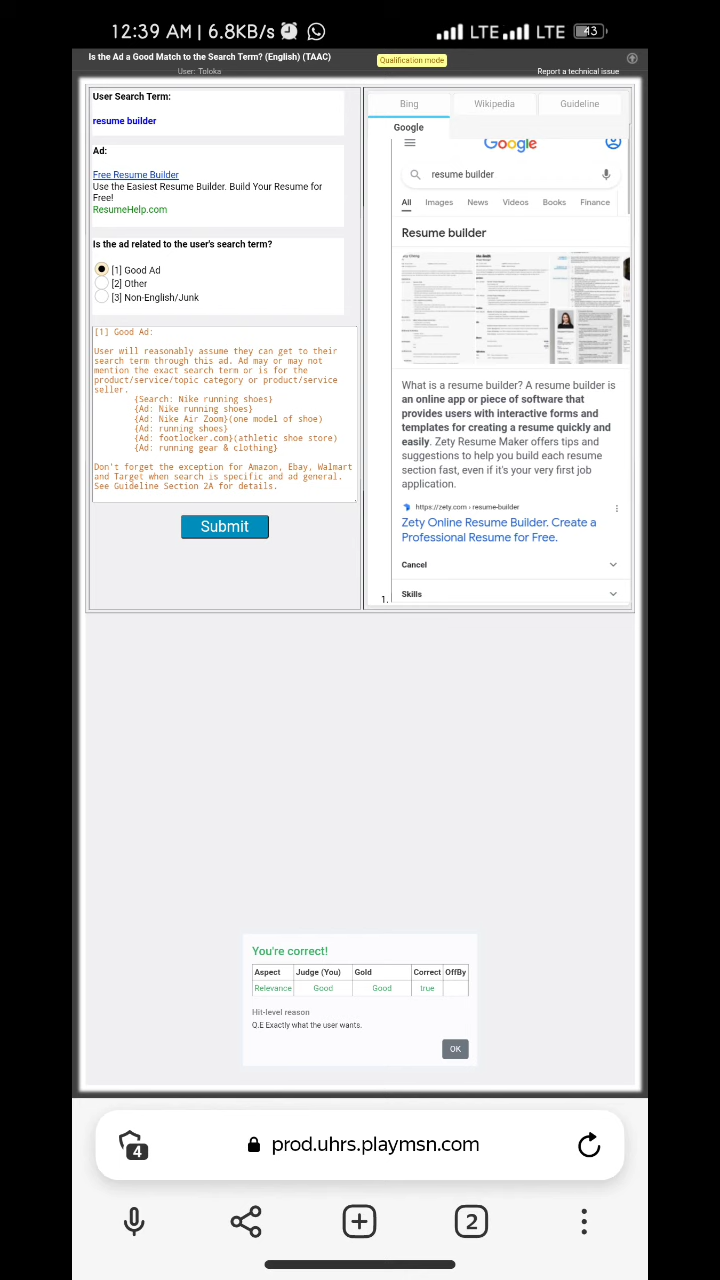 12:39 AM | 6.8KB/s
LTE LTE 43
Is the Ad a Good Match to the Search Term? (English) (TAAC)
User: Toloka
Qualification mode
Report a technical issue
User Search Term:
resume builder
Ad:
Free Resume Builder
Use the Easiest Resume Builder. Build Your Resume for
Free!
ResumeHelp.com
Is the ad related to the user's search term?
[1] Good Ad
[2] Other
[3] Non-English/Junk
[1] Good Ad:
User will reasonably assume they can get to their
search term through this ad. Ad may or may not
mention the exact search term or is for the
product/service/topic category or product/service
seller.
{Search: Nike running shoes}
{Ad: Nike running shoes}
{Ad: Nike Air Zoom}(one model of shoe)
{Ad: running shoes}
{Ad: footlocker.com}(athletic shoe store)
{Ad: running gear & clothing}
Don't forget the exception for Amazon, Ebay, Walmart
and Target when search is specific and ad general.
See Guideline Section 2A for details.
Submit
Bing
Wikipedia
Guideline
Google
Google
resume builder
All Images News Videos Books Finance
Resume builder
What is a resume builder? A resume builder is
an online app or piece of software that
provides users with interactive forms and
templates for creating a resume quickly and
easily. Zety Resume Maker offers tips and
suggestions to help you build each resume
section fast, even if it's your very first job
application.
https://zety.com › resume-builder
Zety Online Resume Builder. Create a
Professional Resume for Free.
Cancel
Skills
1.
You're correct!
Aspect Judge (You) Gold Correct OffBy
Relevance Good Good true
Hit-level reason
Q.E Exactly what the user wants.
OK
4
prod.uhrs.playmsn.com
2